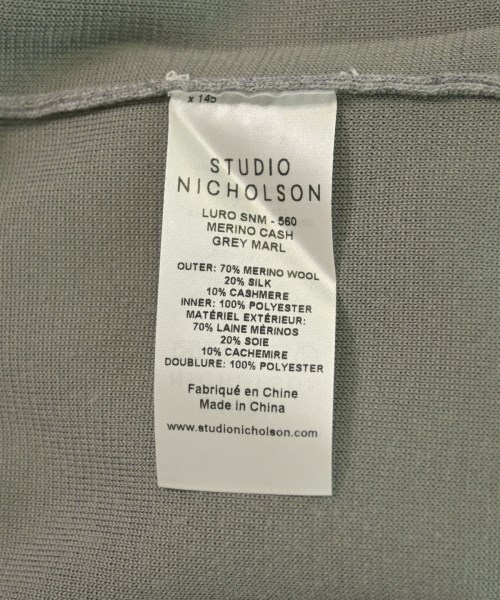 x 145
STUDIO
NICHOLSON
LURO SNM - 560
MERINO CASH
GREY MARL
OUTER: 70% MERINO WOOL
20% SILK
10% CASHMERE
INNER: 100% POLYESTER
MATÉRIEL EXTÉRIEUR:
70% LAINE MÉRINOS
20% SOIE
10% CACHEMIRE
DOUBLURE: 100% POLYESTER
Fabriqué en Chine
Made in China
www.studionicholson.com